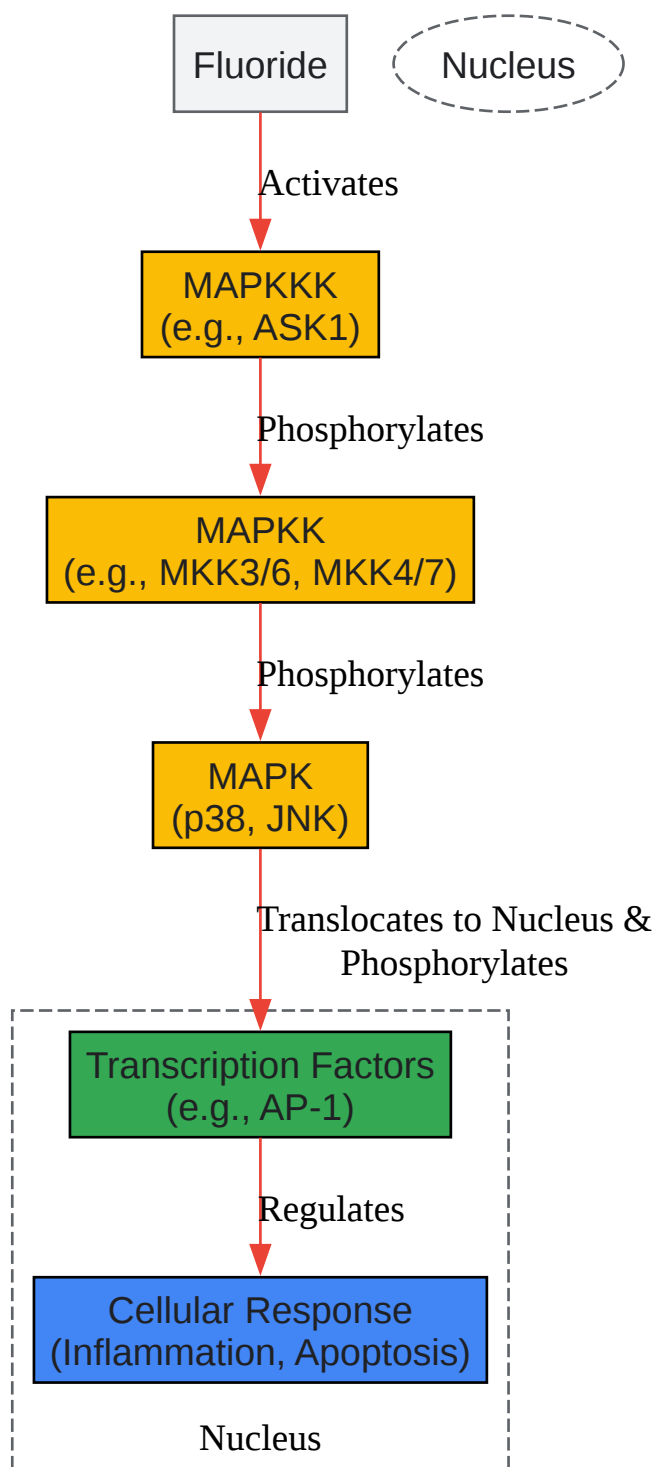 Fluoride
Nucleus
Activates
MAPKKK
(e.g., ASK1)
Phosphorylates
MAPKK
(e.g., MKK3/6, MKK4/7)
Phosphorylates
MAPK
(p38, JNK)
Translocates to Nucleus &
Phosphorylates
Transcription Factors
(e.g., AP-1)
Regulates
Cellular Response
(Inflammation, Apoptosis)
Nucleus